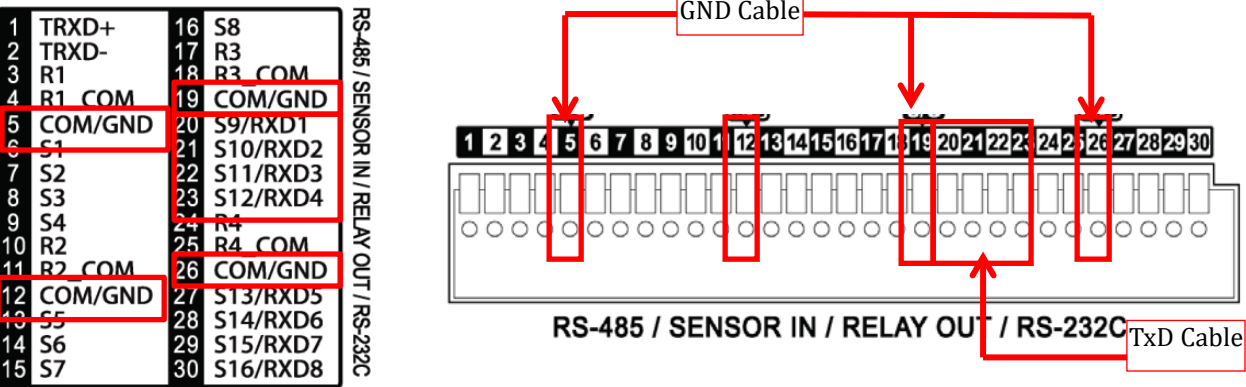 1 TRXD+
2 TRXD-
3 R1
4 R1_COM
5 COM/GND
6 S1
7 S2
8 S3
9 S4
10 R2
11 R2_COM
12 COM/GND
13 S5
14 S6
15 S7
16 S8
17 R3
18 R3_COM
19 COM/GND
20 S9/RXD1
21 S10/RXD2
22 S11/RXD3
23 S12/RXD4
24 R4
25 R4_COM
26 COM/GND
27 S13/RXD5
28 S14/RXD6
29 S15/RXD7
30 S16/RXD8
RS-485 / SENSOR IN / RELAY OUT / RS-232C
GND Cable
1 2 3 4 5 6 7 8 9 10 11 12 13 14 15 16 17 18 19 20 21 22 23 24 25 26 27 28 29 30
RS-485 / SENSOR IN / RELAY OUT / RS-232C
TxD Cable